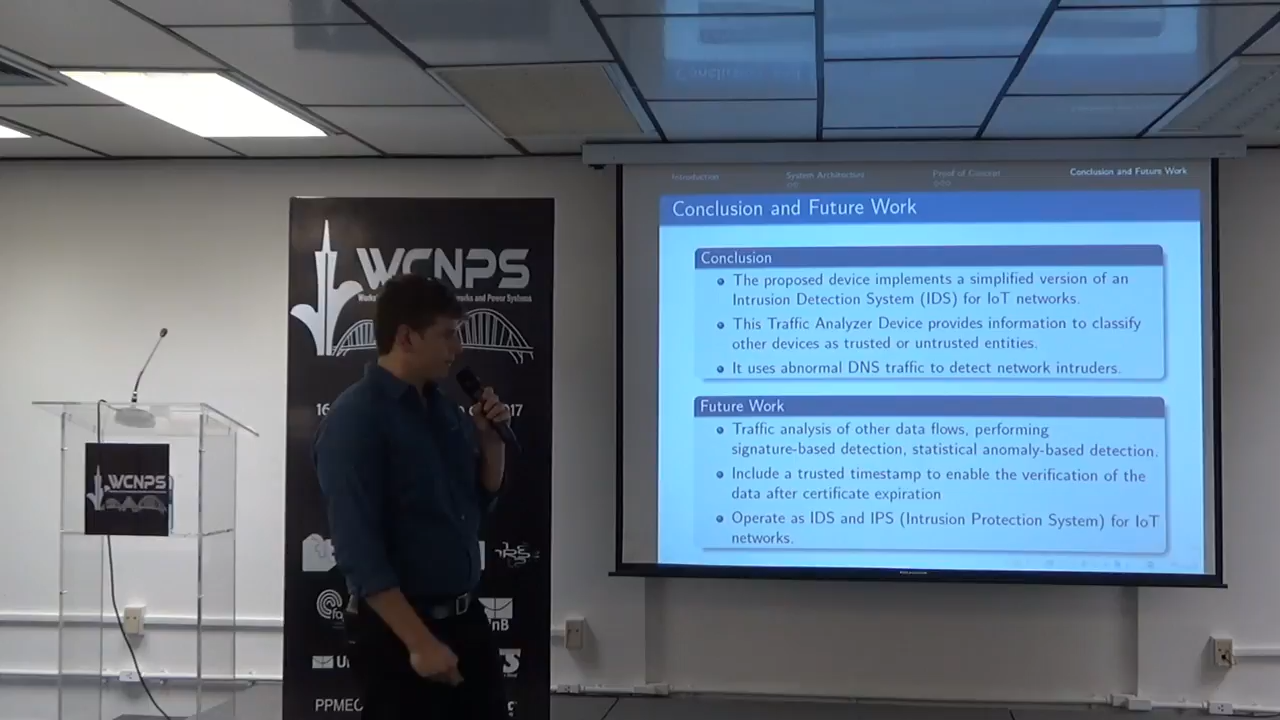 Introduction
System Architecture
Proof of Concept
Conclusion and Future Work
Conclusion and Future Work
Conclusion
The proposed device implements a simplified version of an
Intrusion Detection System (IDS) for IoT networks.
This Traffic Analyzer Device provides information to classify
other devices as trusted or untrusted entities.
It uses abnormal DNS traffic to detect network intruders.
Future Work
Traffic analysis of other data flows, performing
signature-based detection, statistical anomaly-based detection.
Include a trusted timestamp to enable the verification of the
data after certificate expiration
Operate as IDS and IPS (Intrusion Protection System) for IoT
networks.
WCNPS
and Power Systems
16
2017
PPMEC
WCNPS